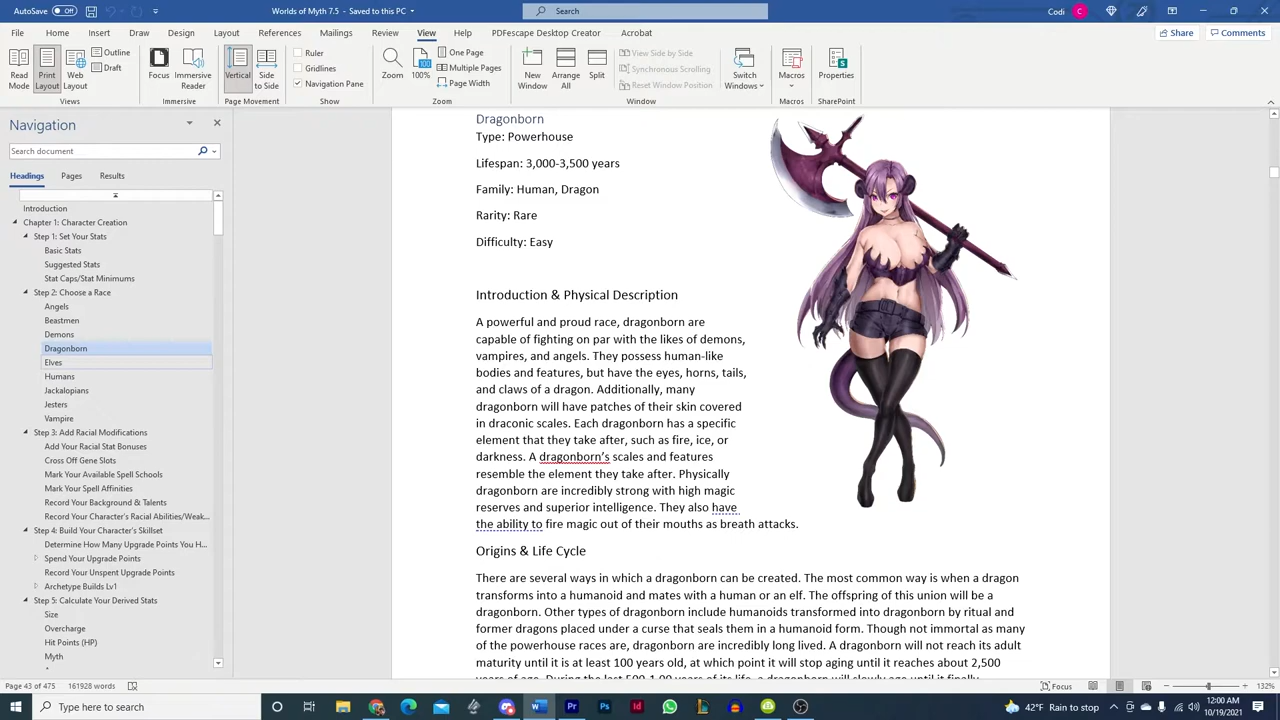 AutoSave Off
Worlds of Myth 7.5 - Saved to this PC
Search
Codi C
File Home Insert Draw Design Layout References Mailings Review View Help PDFescape Desktop Creator Acrobat
Share Comments
Read Mode
Print Layout
Web Layout
Outline
Draft
Views
Focus
Immersive Reader
Immersive
Vertical
Side to Side
Page Movement
Ruler
Gridlines
Navigation Pane
Show
Zoom
100
100%
One Page
Multiple Pages
Page Width
Zoom
New Window
Arrange All
Split
View Side by Side
Synchronous Scrolling
Reset Window Position
Window
Switch Windows
Macros
Macros
Properties
SharePoint
Navigation
Search document
Headings Pages Results
Introduction
Chapter 1: Character Creation
Step 1: Set Your Stats
Basic Stats
Suggested Stats
Stat Caps/Stat Minimums
Step 2: Choose a Race
Angels
Beastmen
Demons
Dragonborn
Elves
Humans
Jackalopians
Jesters
Vampire
Step 3: Add Racial Modifications
Add Your Racial Stat Bonuses
Cross Off Gene Slots
Mark Your Available Spell Schools
Mark Your Spell Affinities
Record Your Background & Talents
Record Your Character's Racial Abilities/Weak...
Step 4: Build Your Character's Skillset
Determine How Many Upgrade Points You H...
Spend Your Upgrade Points
Record Your Unspent Upgrade Points
Archetype Builds Lv1
Step 5: Calculate Your Derived Stats
Size
Overcharge
Hit Points (HP)
Myth
Dragonborn
Type: Powerhouse
Lifespan: 3,000-3,500 years
Family: Human, Dragon
Rarity: Rare
Difficulty: Easy
Introduction & Physical Description
A powerful and proud race, dragonborn are
capable of fighting on par with the likes of demons,
vampires, and angels. They possess human-like
bodies and features, but have the eyes, horns, tails,
and claws of a dragon. Additionally, many
dragonborn will have patches of their skin covered
in draconic scales. Each dragonborn has a specific
element that they take after, such as fire, ice, or
darkness. A dragonborn's scales and features
resemble the element they take after. Physically
dragonborn are incredibly strong with high magic
reserves and superior intelligence. They also have
the ability to fire magic out of their mouths as breath attacks.
Origins & Life Cycle
There are several ways in which a dragonborn can be created. The most common way is when a dragon
transforms into a humanoid and mates with a human or an elf. The offspring of this union will be a
dragonborn. Other types of dragonborn include humanoids transformed into dragonborn by ritual and
former dragons placed under a curse that seals them in a humanoid form. Though not immortal as many
of the powerhouse races are, dragonborn are incredibly long lived. A dragonborn will not reach its adult
maturity until it is at least 100 years old, at which point it will stop aging until it reaches about 2,500
Page 43 of 475 161928 words
Focus
132%
Type here to search
42°F Rain to stop
12:00 AM
10/19/2021